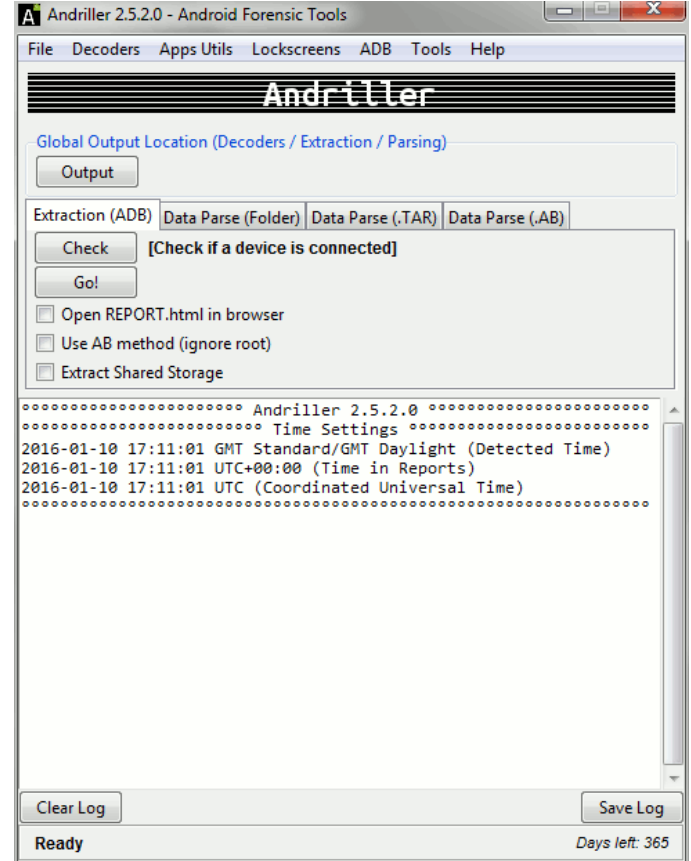 Andriller 2.5.2.0 - Android Forensic Tools
File Decoders Apps Utils Lockscreens ADB Tools Help
Andriller
Global Output Location (Decoders / Extraction / Parsing)
Output
Extraction (ADB) Data Parse (Folder) Data Parse (.TAR) Data Parse (.AB)
Check [Check if a device is connected]
Go!
Open REPORT.html in browser
Use AB method (ignore root)
Extract Shared Storage
°°°°°°°°°°°°°°°°°°°°°°° Andriller 2.5.2.0 °°°°°°°°°°°°°°°°°°°°°°°
°°°°°°°°°°°°°°°°°°°°°°°°° Time Settings °°°°°°°°°°°°°°°°°°°°°°°°°
2016-01-10 17:11:01 GMT Standard/GMT Daylight (Detected Time)
2016-01-10 17:11:01 UTC+00:00 (Time in Reports)
2016-01-10 17:11:01 UTC (Coordinated Universal Time)
°°°°°°°°°°°°°°°°°°°°°°°°°°°°°°°°°°°°°°°°°°°°°°°°°°°°°°°°°°°°°°°°°
Clear Log Save Log
Ready Days left: 365